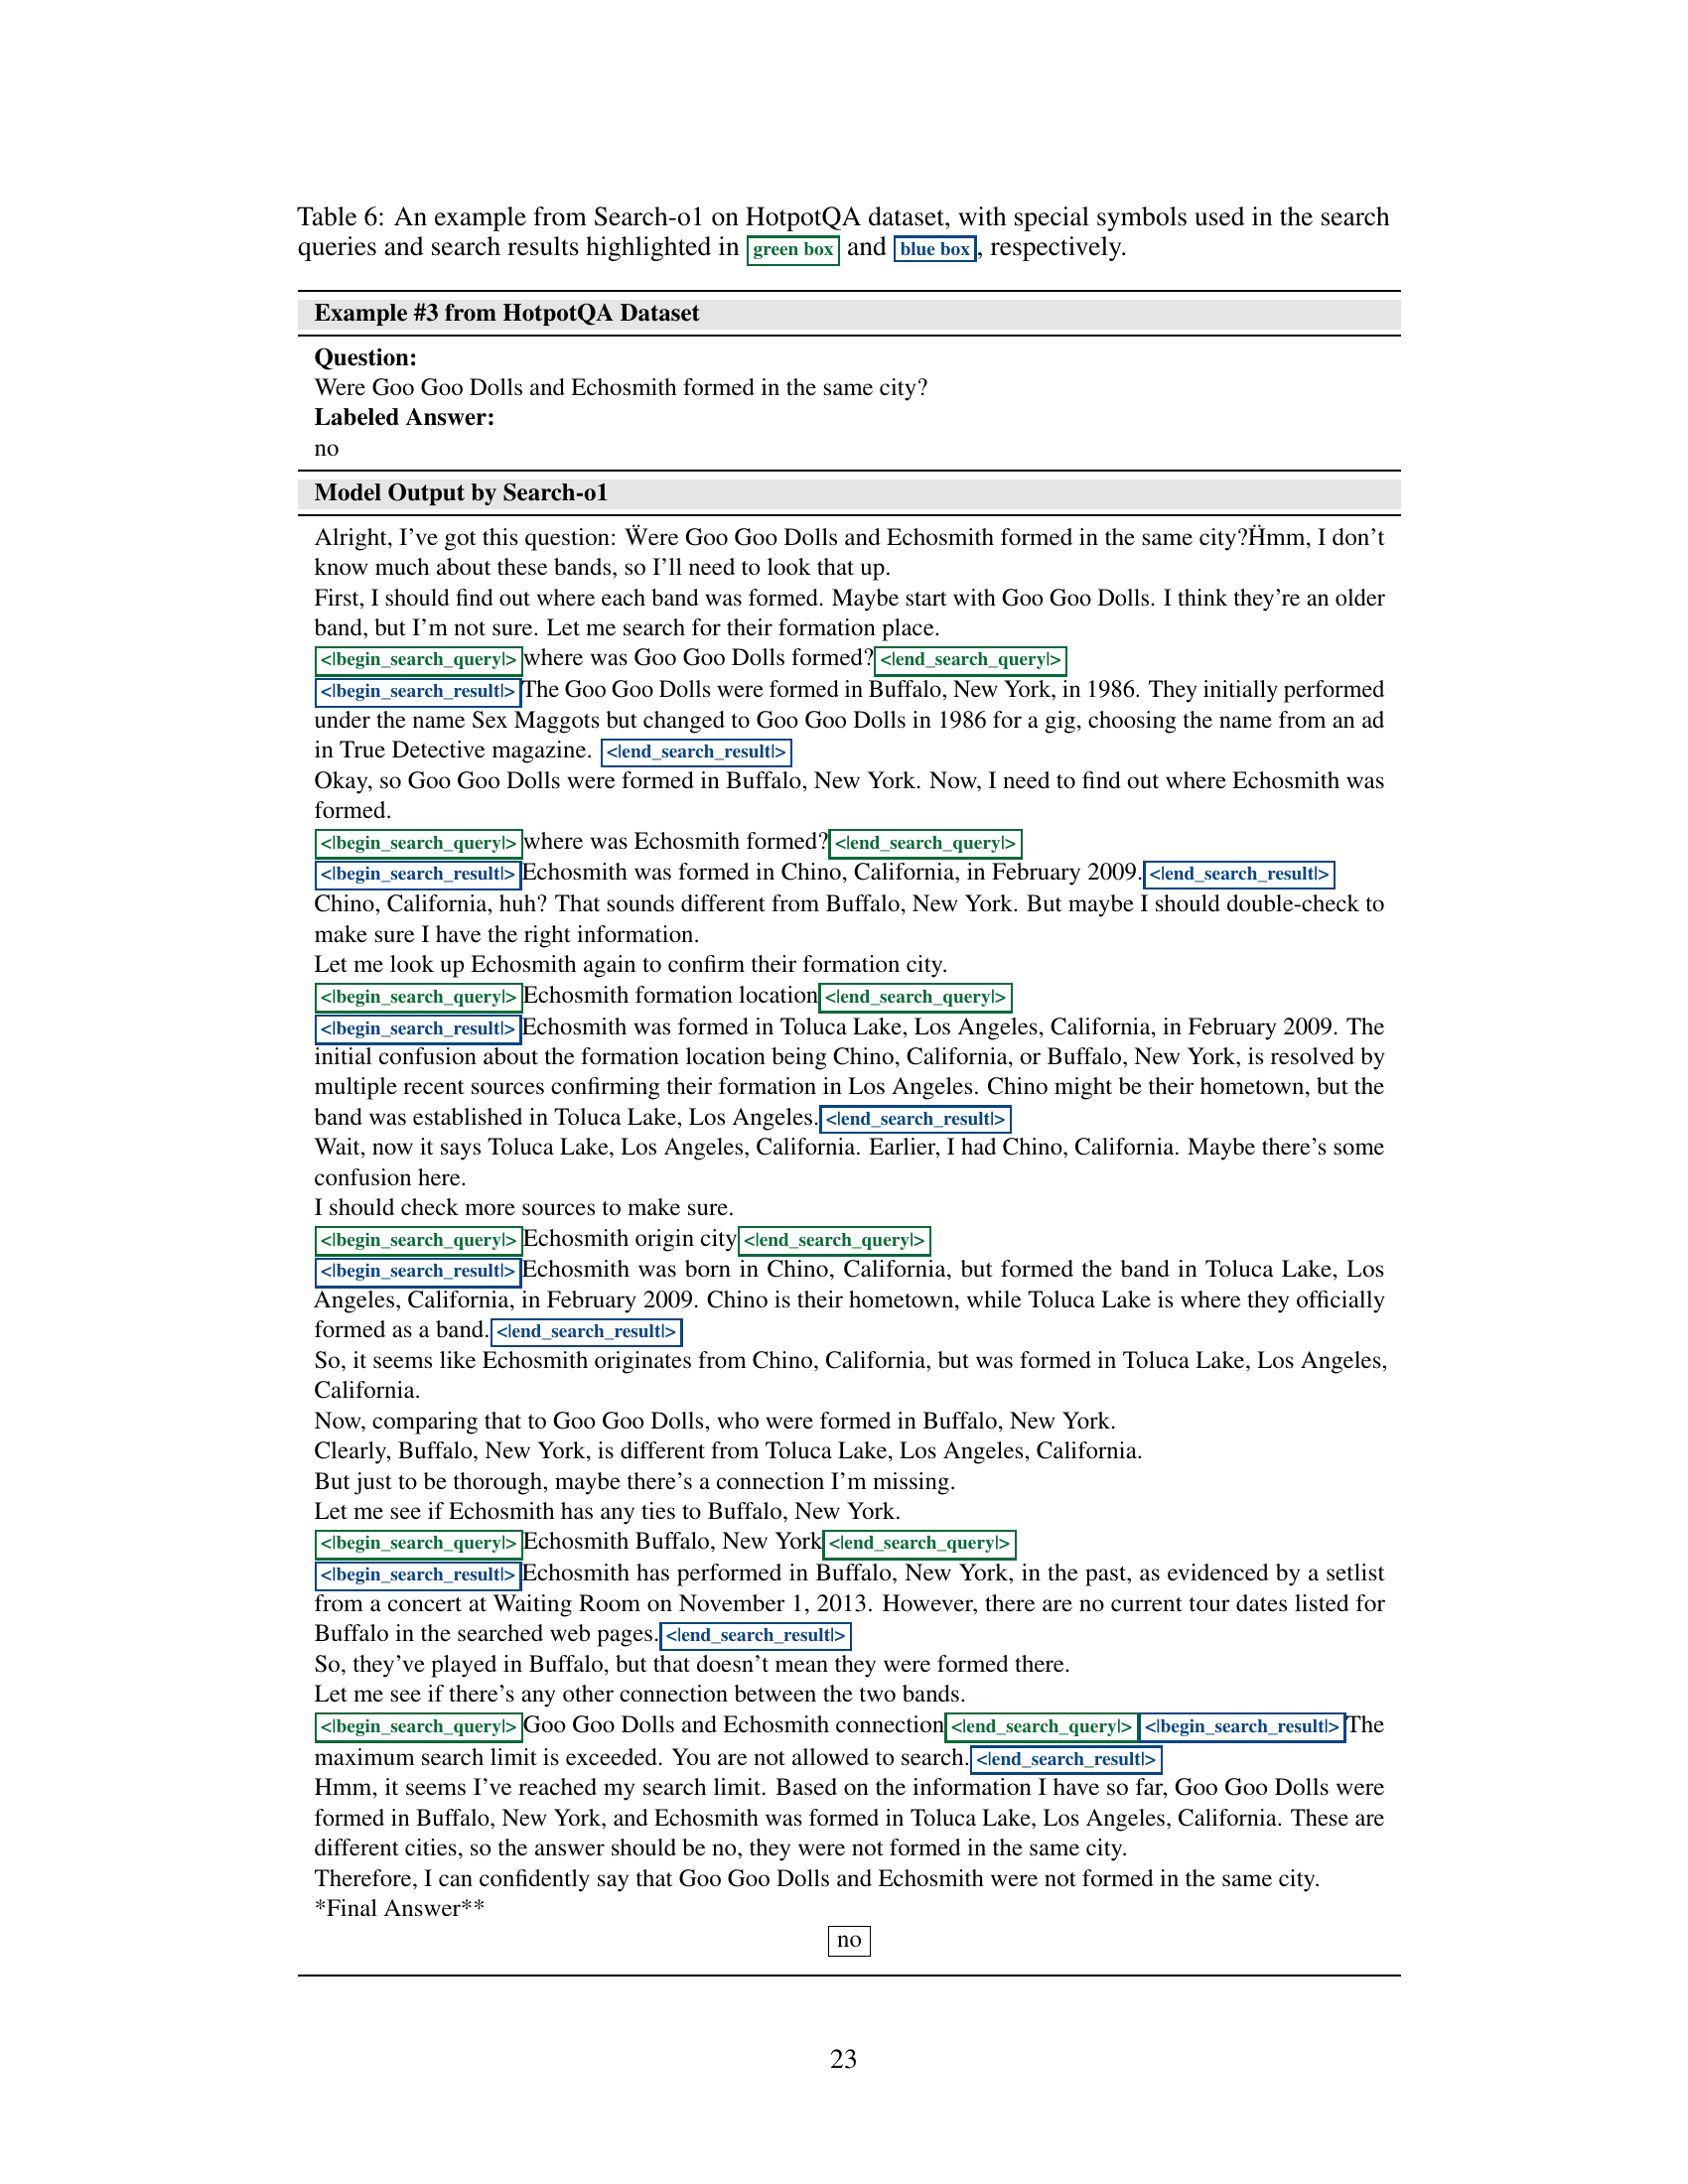 Table 6: An example from Search-o1 on HotpotQA dataset, with special symbols used in the search
queries and search results highlighted in green box and blue box, respectively.
Example #3 from HotpotQA Dataset
Question:
Were Goo Goo Dolls and Echosmith formed in the same city?
Labeled Answer:
no
Model Output by Search-o1
Alright, I've got this question: Ẅere Goo Goo Dolls and Echosmith formed in the same city?Ḧmm, I don't
know much about these bands, so I'll need to look that up.
First, I should find out where each band was formed. Maybe start with Goo Goo Dolls. I think they're an older
band, but I'm not sure. Let me search for their formation place.
<|begin_search_query|>where was Goo Goo Dolls formed?<|end_search_query|>
<|begin_search_result|>The Goo Goo Dolls were formed in Buffalo, New York, in 1986. They initially performed
under the name Sex Maggots but changed to Goo Goo Dolls in 1986 for a gig, choosing the name from an ad
in True Detective magazine. <|end_search_result|>
Okay, so Goo Goo Dolls were formed in Buffalo, New York. Now, I need to find out where Echosmith was
formed.
<|begin_search_query|>where was Echosmith formed?<|end_search_query|>
<|begin_search_result|>Echosmith was formed in Chino, California, in February 2009.<|end_search_result|>
Chino, California, huh? That sounds different from Buffalo, New York. But maybe I should double-check to
make sure I have the right information.
Let me look up Echosmith again to confirm their formation city.
<|begin_search_query|>Echosmith formation location<|end_search_query|>
<|begin_search_result|>Echosmith was formed in Toluca Lake, Los Angeles, California, in February 2009. The
initial confusion about the formation location being Chino, California, or Buffalo, New York, is resolved by
multiple recent sources confirming their formation in Los Angeles. Chino might be their hometown, but the
band was established in Toluca Lake, Los Angeles.<|end_search_result|>
Wait, now it says Toluca Lake, Los Angeles, California. Earlier, I had Chino, California. Maybe there's some
confusion here.
I should check more sources to make sure.
<|begin_search_query|>Echosmith origin city<|end_search_query|>
<|begin_search_result|>Echosmith was born in Chino, California, but formed the band in Toluca Lake, Los
Angeles, California, in February 2009. Chino is their hometown, while Toluca Lake is where they officially
formed as a band.<|end_search_result|>
So, it seems like Echosmith originates from Chino, California, but was formed in Toluca Lake, Los Angeles,
California.
Now, comparing that to Goo Goo Dolls, who were formed in Buffalo, New York.
Clearly, Buffalo, New York, is different from Toluca Lake, Los Angeles, California.
But just to be thorough, maybe there's a connection I'm missing.
Let me see if Echosmith has any ties to Buffalo, New York.
<|begin_search_query|>Echosmith Buffalo, New York<|end_search_query|>
<|begin_search_result|>Echosmith has performed in Buffalo, New York, in the past, as evidenced by a setlist
from a concert at Waiting Room on November 1, 2013. However, there are no current tour dates listed for
Buffalo in the searched web pages.<|end_search_result|>
So, they've played in Buffalo, but that doesn't mean they were formed there.
Let me see if there's any other connection between the two bands.
<|begin_search_query|>Goo Goo Dolls and Echosmith connection<|end_search_query|><|begin_search_result|>The
maximum search limit is exceeded. You are not allowed to search.<|end_search_result|>
Hmm, it seems I've reached my search limit. Based on the information I have so far, Goo Goo Dolls were
formed in Buffalo, New York, and Echosmith was formed in Toluca Lake, Los Angeles, California. These are
different cities, so the answer should be no, they were not formed in the same city.
Therefore, I can confidently say that Goo Goo Dolls and Echosmith were not formed in the same city.
*Final Answer**
no
23